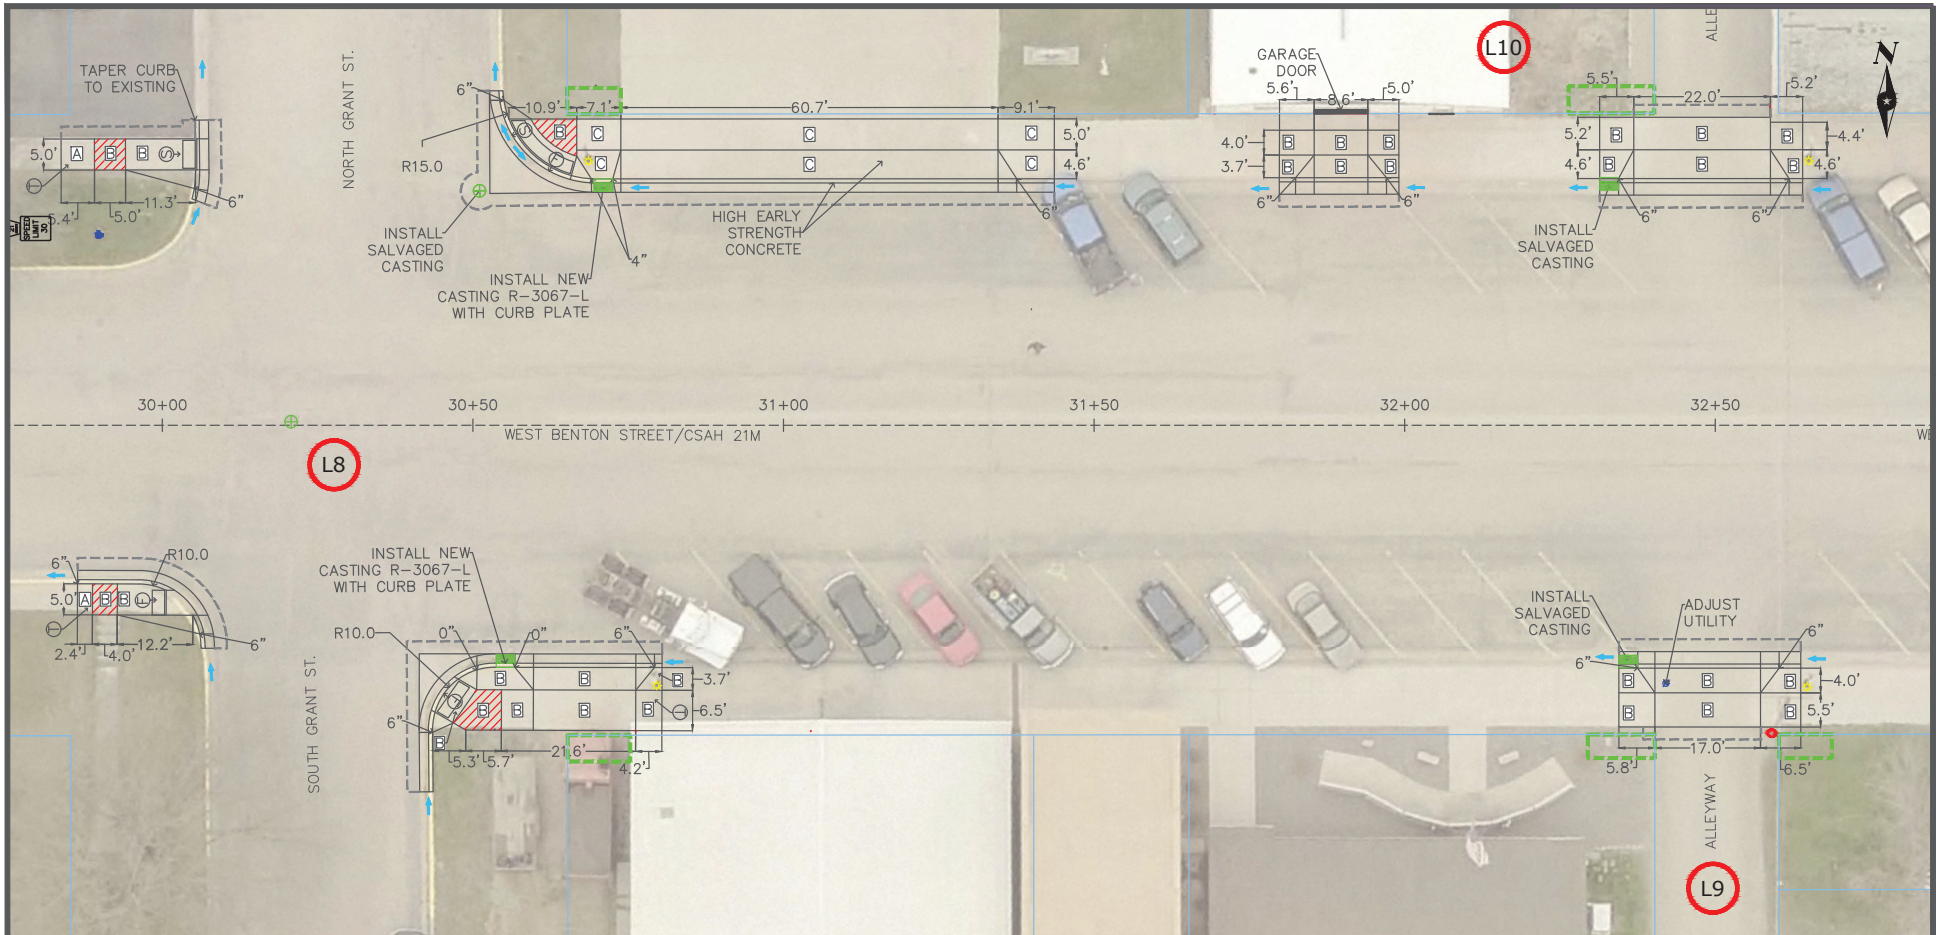 TAPER CURB
TO EXISTING
5.0'
A
B
B
S
I
5.4'
5.0'
11.3'
6"
SPEED
LIMIT
30
NORTH GRANT ST.
6"
10.9'
7.1'
60.7'
9.1'
S
B
C
C
C
5.0'
F
C
C
C
4.6'
R15.0
6"
4"
INSTALL
SALVAGED
CASTING
INSTALL NEW
CASTING R-3067-L
WITH CURB PLATE
HIGH EARLY
STRENGTH
CONCRETE
GARAGE
DOOR
5.6'
8.6'
5.0'
4.0'
B
B
B
3.7'
B
B
B
6"
6"
L10
ALLE
N
5.5'
22.0'
5.2'
5.2'
B
B
B
4.4'
4.6'
B
B
B
4.6'
6"
6"
INSTALL
SALVAGED
CASTING
30+00
30+50
31+00
31+50
32+00
32+50
WEST BENTON STREET/CSAH 21M
WE
L8
6"
R10.0
5.0'
A
B
B
F
I
2.4'
4.0'
12.2'
6"
SOUTH GRANT ST.
INSTALL NEW
CASTING R-3067-L
WITH CURB PLATE
R10.0
0"
0"
6"
B
B
B
3.7'
B
B
B
B
I
6.5'
6"
B
5.3'
5.7'
21.6'
4.2'
INSTALL
SALVAGED
CASTING
ADJUST
UTILITY
6"
6"
B
B
B
4.0'
B
B
B
5.5'
5.8'
17.0'
6.5'
ALLEYWAY
L9